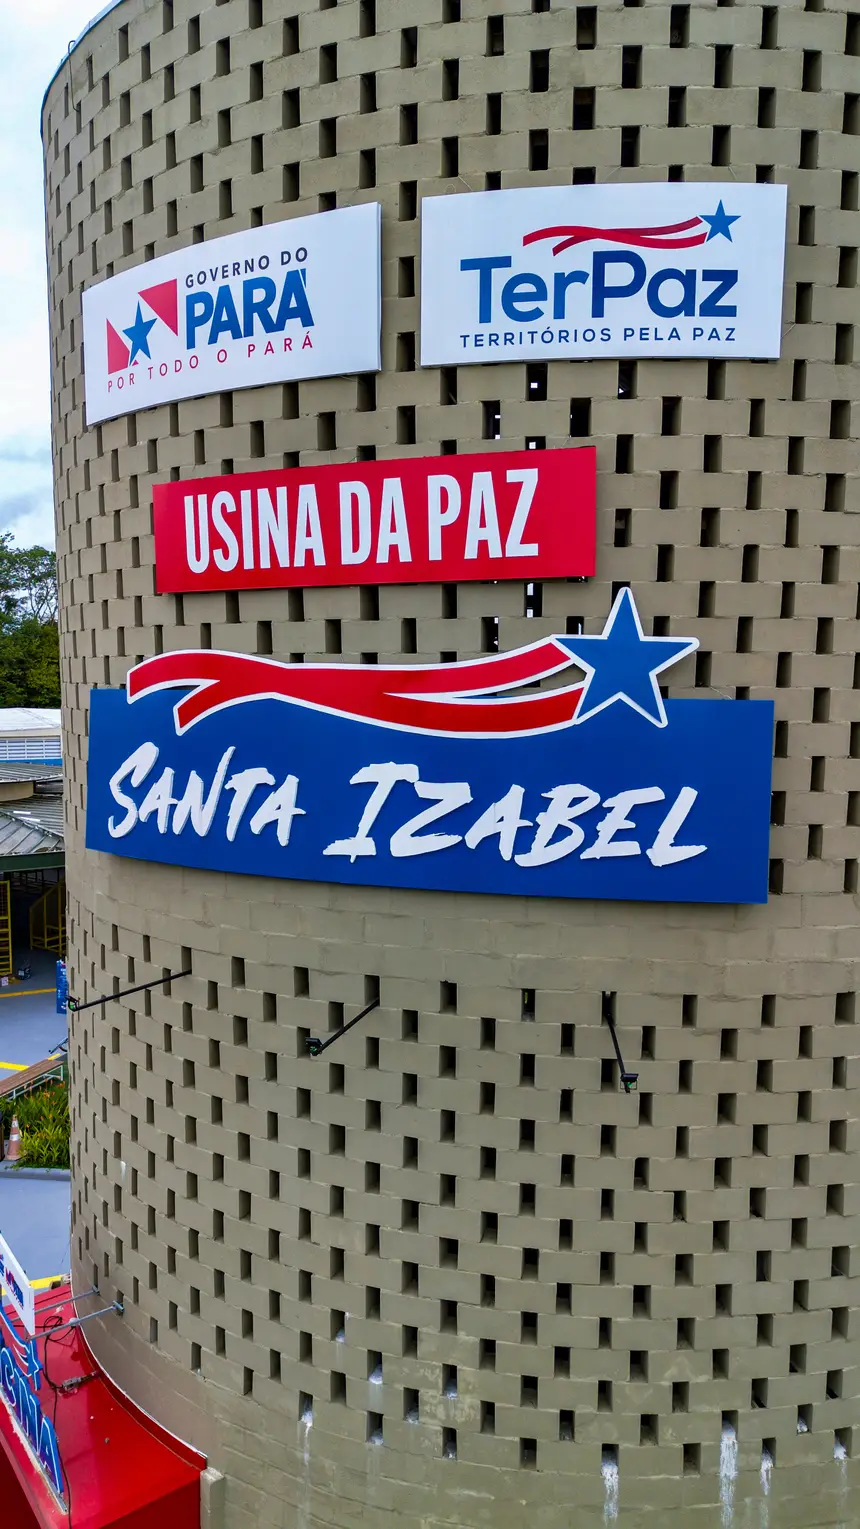 GOVERNO DO
PARÁ
POR TODO O PARÁ
TerPaz
TERRITÓRIOS PELA PAZ
USINA DA PAZ
SANTA IZABEL